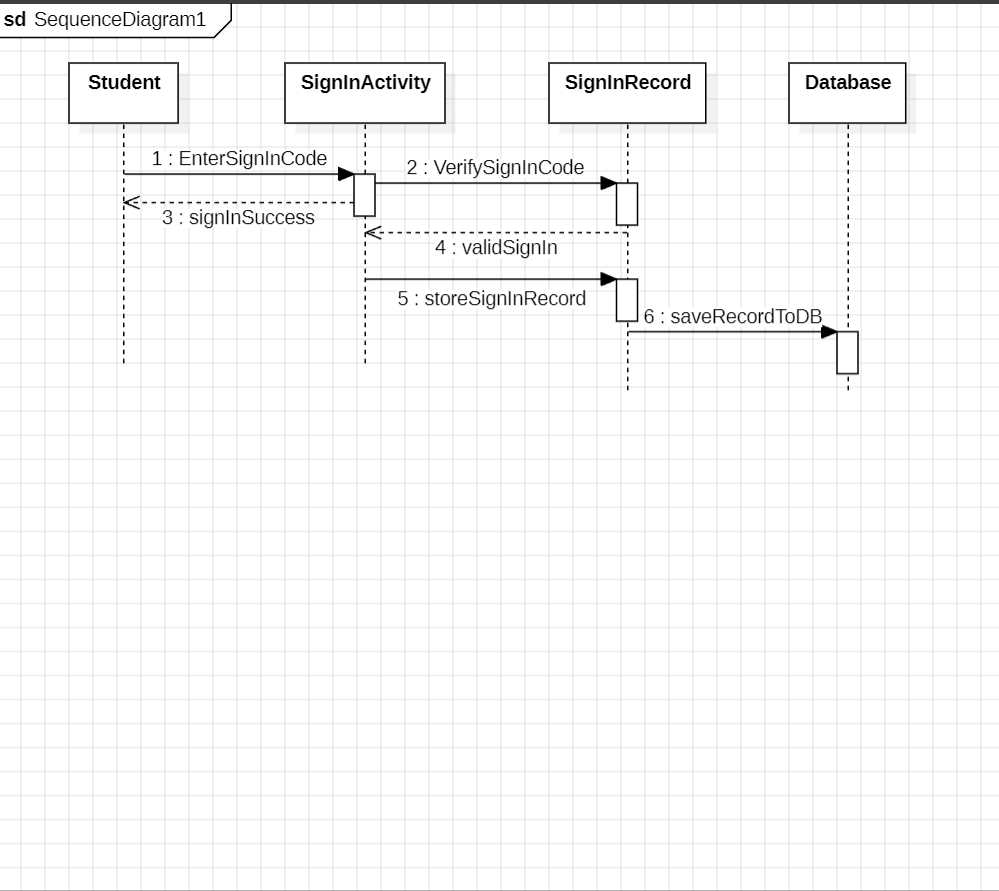 sd SequenceDiagram1
Student
SignInActivity
SignInRecord
Database
1 : EnterSignInCode
2 : VerifySignInCode
3 : signInSuccess
4 : validSignIn
5 : storeSignInRecord
6 : saveRecordToDB